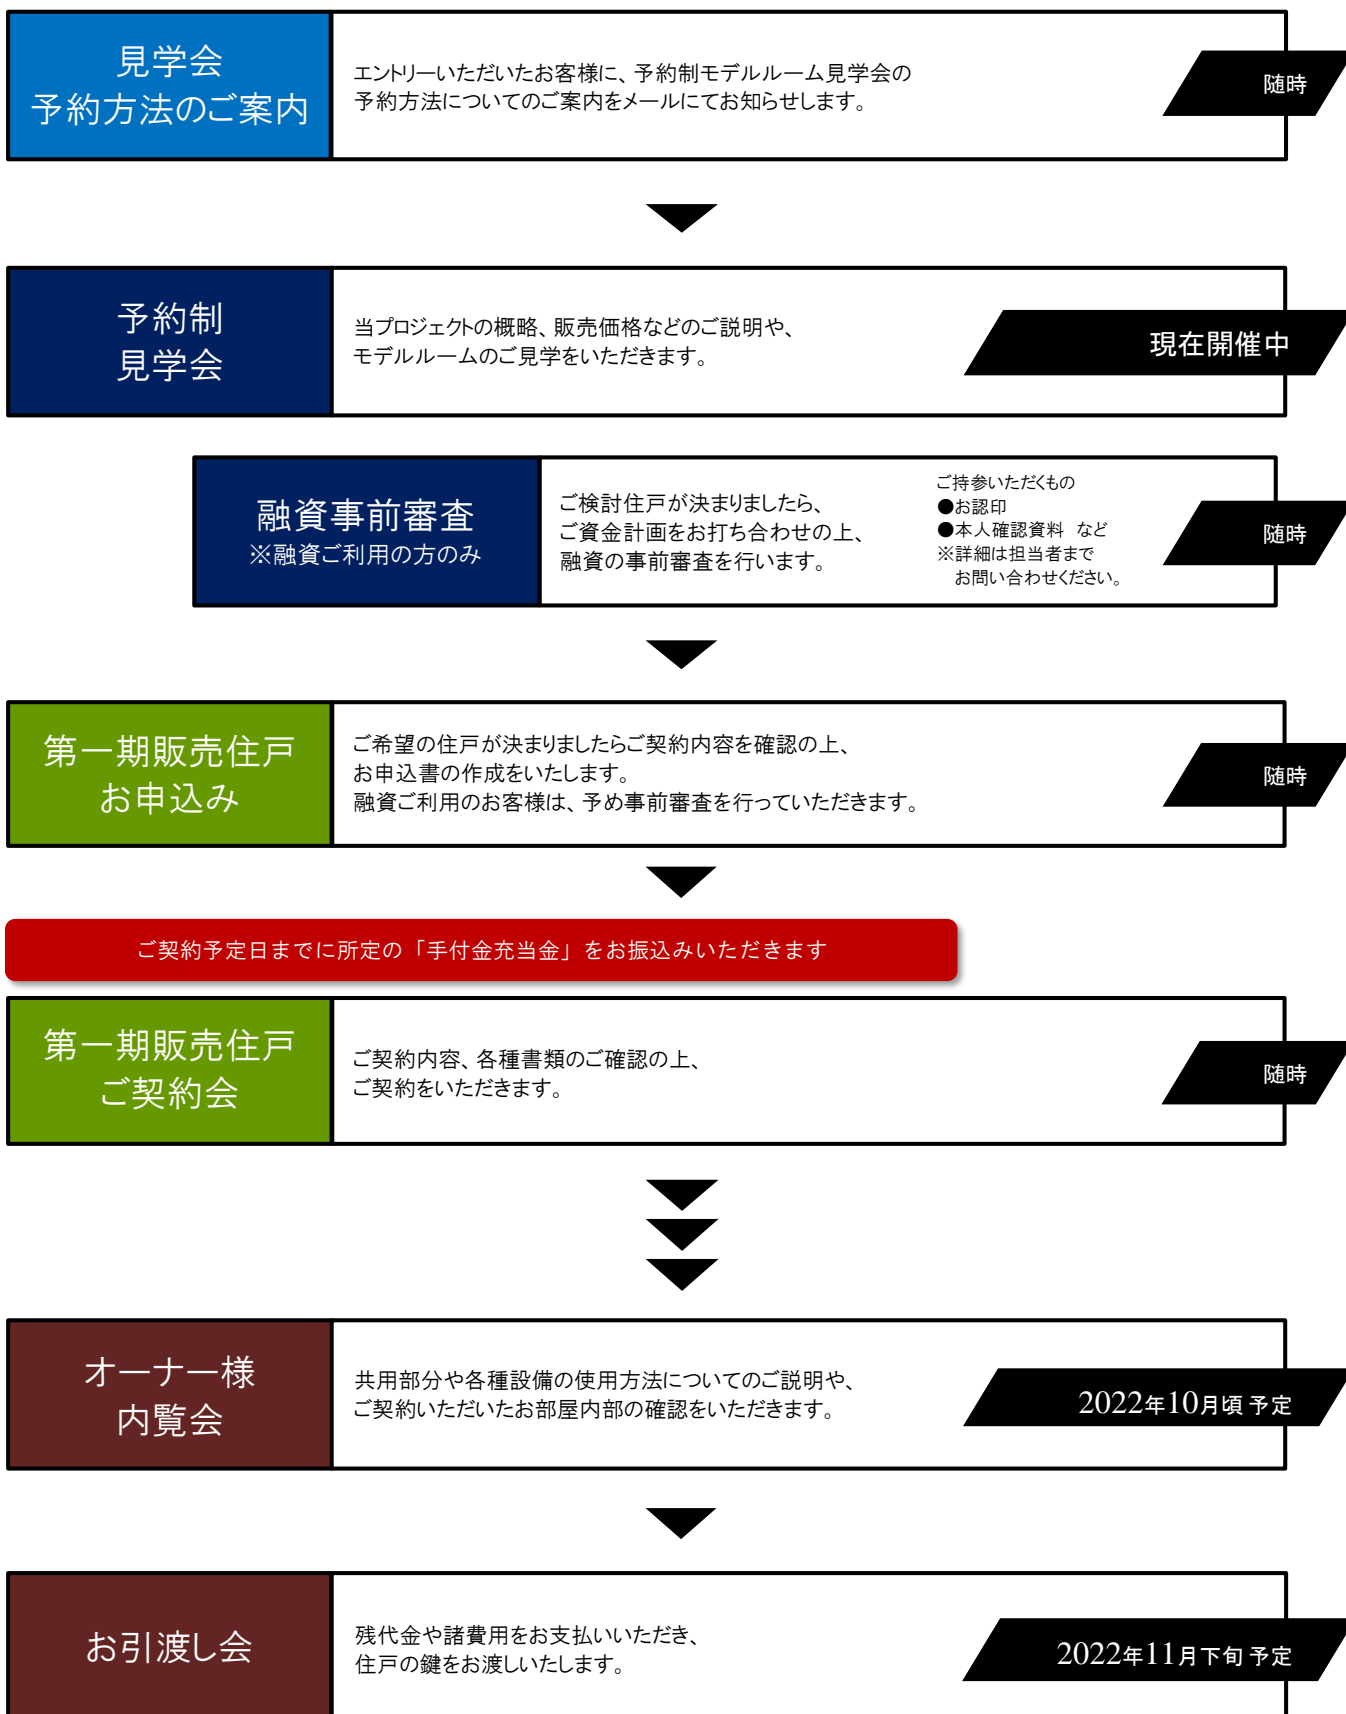 見学会
予約方法のご案内
エントリーいただいたお客様に、予約制モデルルーム見学会の
予約方法についてのご案内をメールにてお知らせします。
随時
予約制
見学会
当プロジェクトの概略、販売価格などのご説明や、
モデルルームのご見学をいただきます。
現在開催中
融資事前審査
※融資ご利用の方のみ
ご検討住戸が決まりましたら、
ご資金計画をお打ち合わせの上、
融資の事前審査を行います。
ご持参いただくもの
●お認印
●本人確認資料 など
※詳細は担当者まで
お問い合わせください。
随時
第一期販売住戸
お申込み
ご希望の住戸が決まりましたらご契約内容を確認の上、
お申込書の作成をいたします。
融資ご利用のお客様は、予め事前審査を行っていただきます。
随時
ご契約予定日までに所定の「手付金充当金」をお振込みいただきます
第一期販売住戸
ご契約会
ご契約内容、各種書類のご確認の上、
ご契約をいただきます。
随時
オーナー様
内覧会
共用部分や各種設備の使用方法についてのご説明や、
ご契約いただいたお部屋内部の確認をいただきます。
2022年10月頃 予定
お引渡し会
残代金や諸費用をお支払いいただき、
住戸の鍵をお渡しいたします。
2022年11月下旬 予定